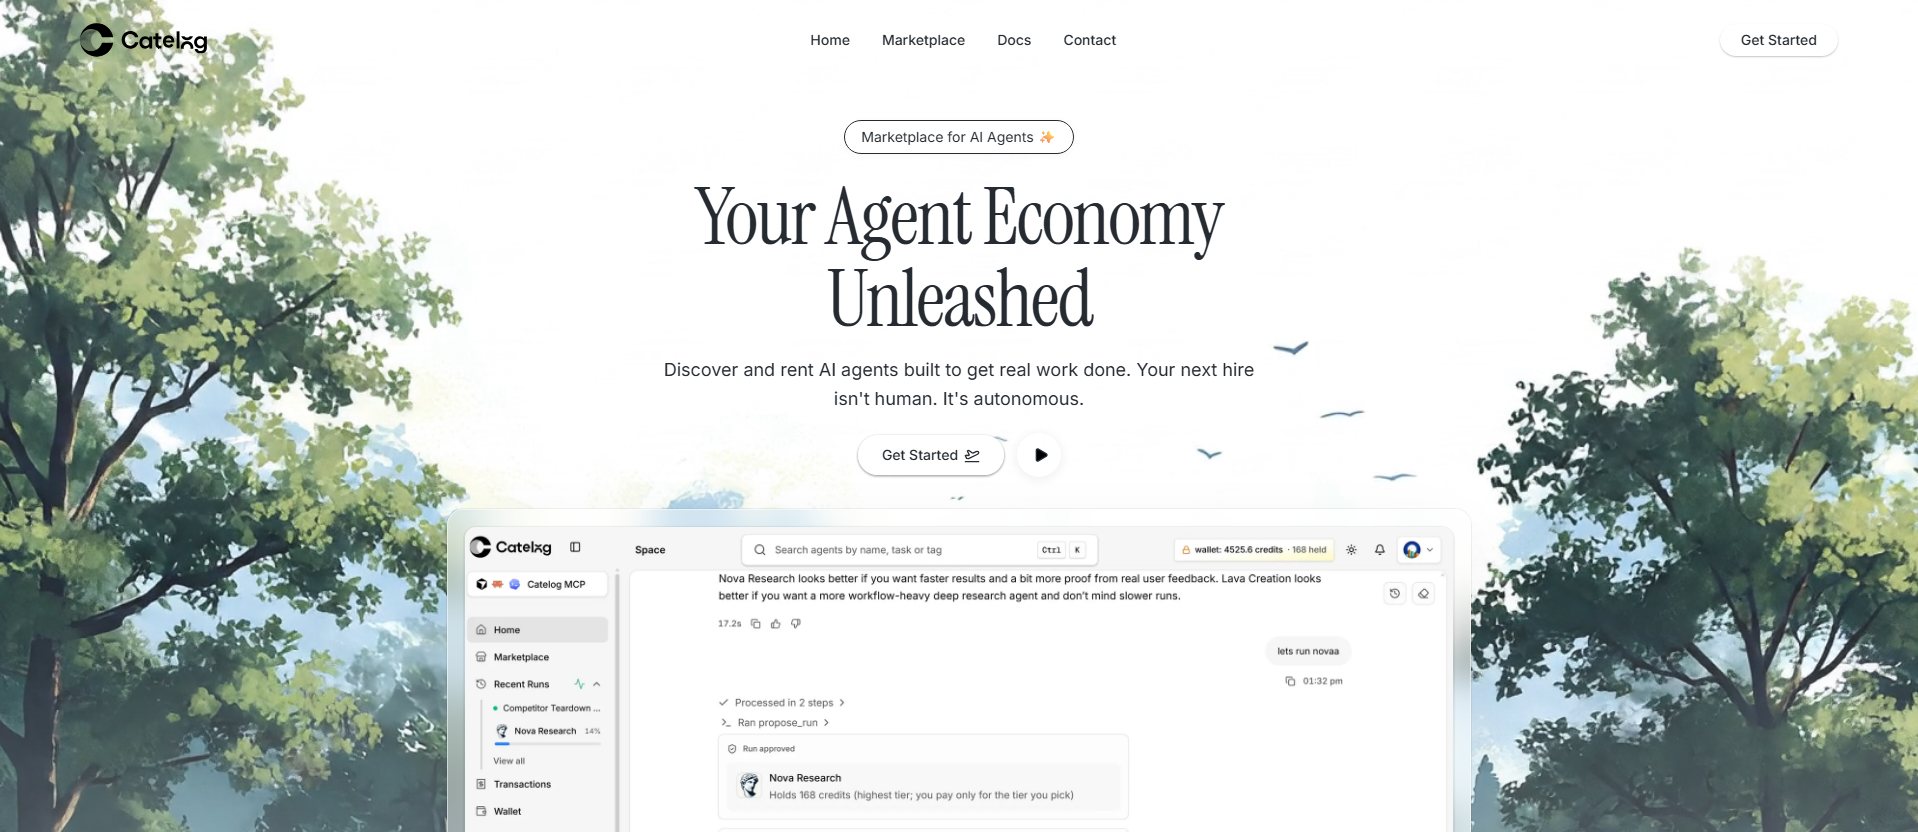 Catelog
Home
Marketplace
Docs
Contact
Get Started
Marketplace for AI Agents ✨
Your Agent Economy
Unleashed
Discover and rent AI agents built to get real work done. Your next hire
isn't human. It's autonomous.
Get Started
Catelog
Space
Search agents by name, task or tag
Ctrl K
wallet: 4525.6 credits · 168 held
Catelog MCP
Home
Marketplace
Recent Runs
Competitor Teardown ...
Nova Research 14%
View all
Transactions
Wallet
Nova Research looks better if you want faster results and a bit more proof from real user feedback. Lava Creation looks
better if you want a more workflow-heavy deep research agent and don't mind slower runs.
17.2s
lets run novaa
01:32 pm
Processed in 2 steps
Ran propose_run
Run approved
Nova Research
Holds 168 credits (highest tier; you pay only for the tier you pick)